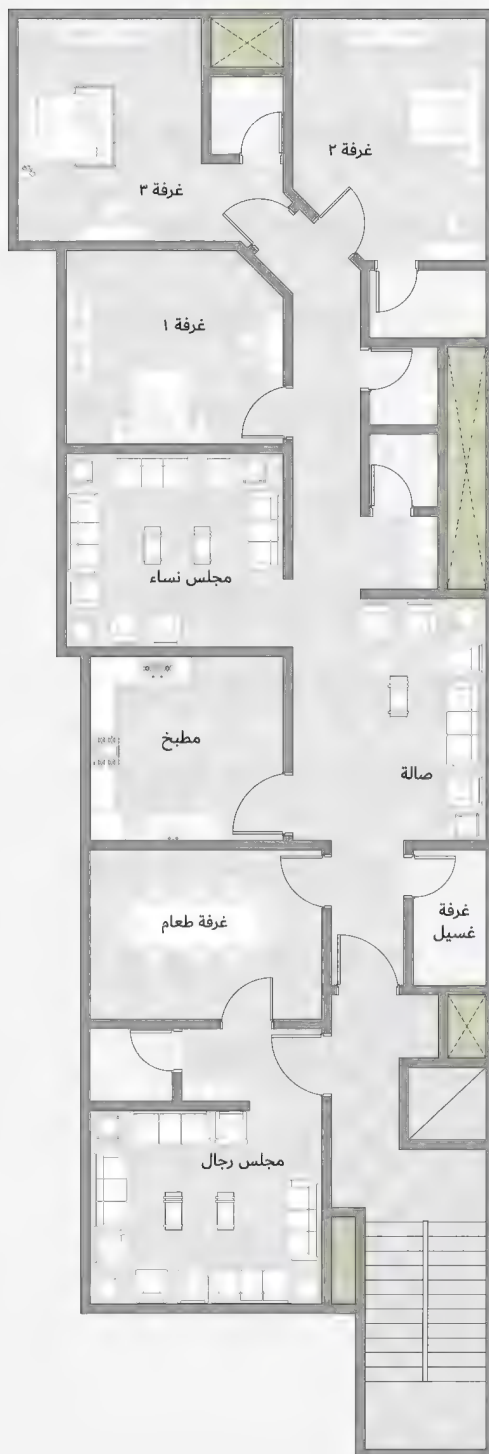 غرفة ٢
غرفة ٣
غرفة ١
مجلس نساء
مطبخ
صالة
غرفة
غسيل
غرفة طعام
مجلس رجال